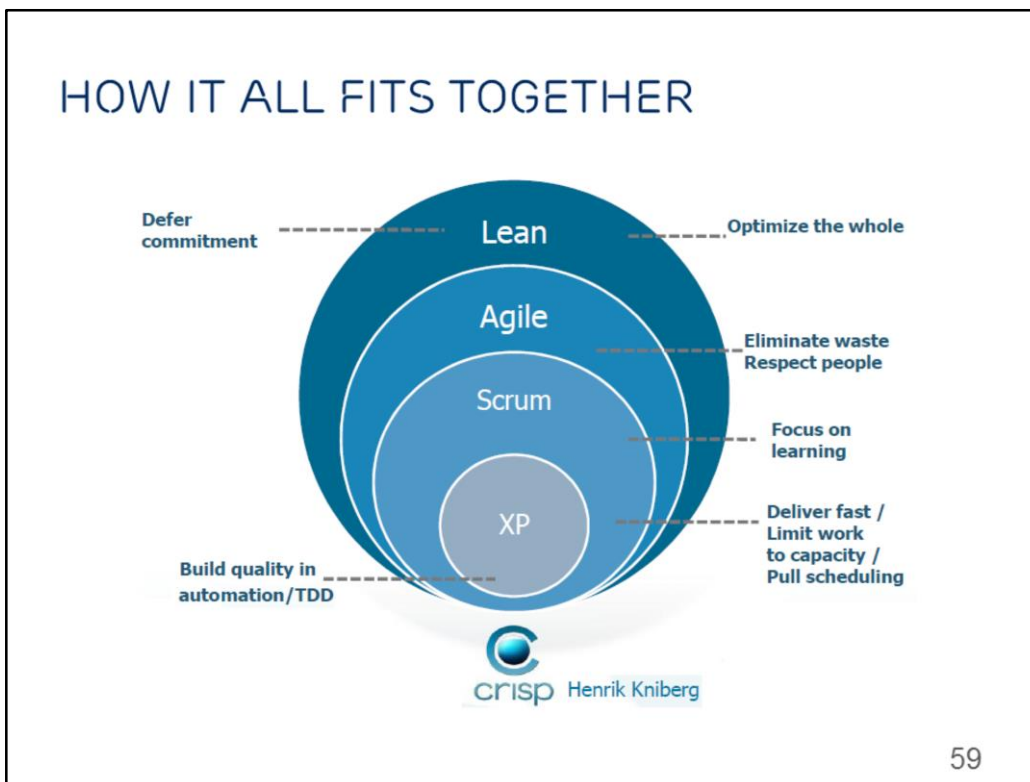 HOW IT ALL FITS TOGETHER
Defer
commitment
Lean
Optimize the whole
Agile
Eliminate waste
Respect people
Scrum
Focus on
learning
XP
Deliver fast /
Limit work
to capacity /
Pull scheduling
Build quality in
automation/TDD
crisp Henrik Kniberg
59